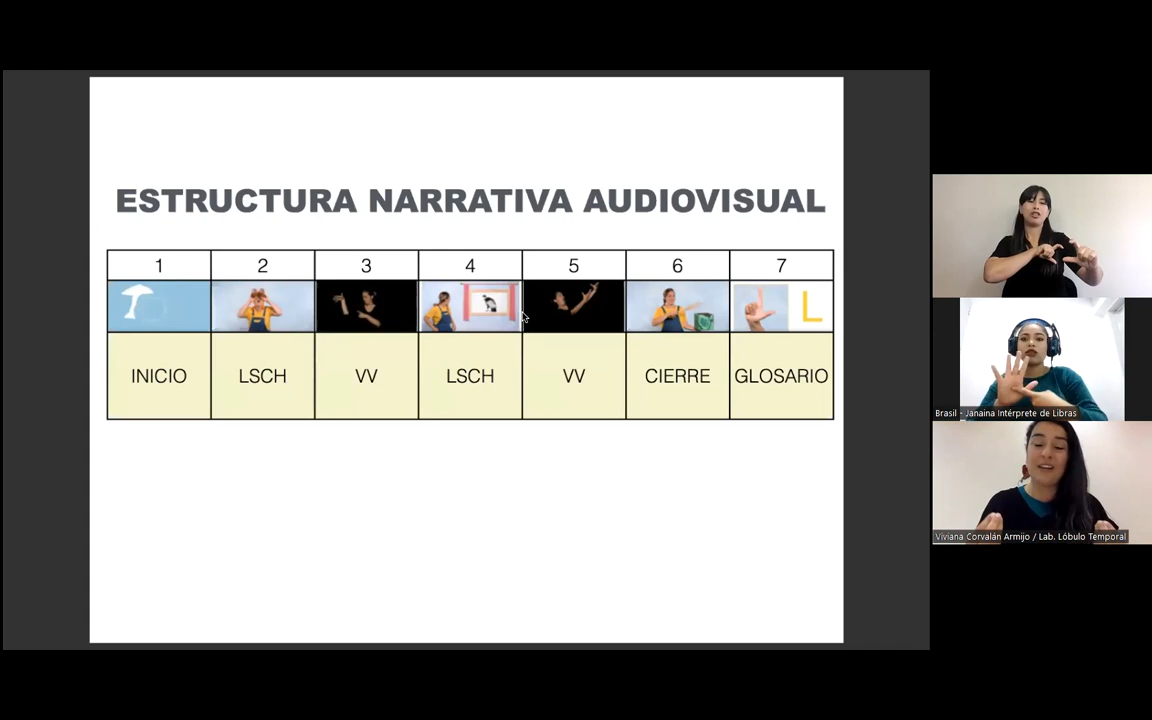 ESTRUCTURA NARRATIVA AUDIOVISUAL
1 2 3 4 5 6 7
L
INICIO LSCH VV LSCH VV CIERRE GLOSARIO
Brasil - Janaina Intérprete de Libras
Viviana Corvalán Armijo / Lab. Lóbulo Temporal